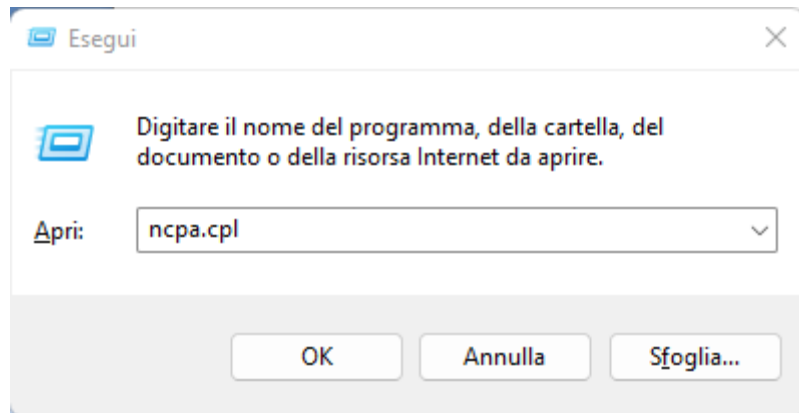 Esegui
Digitare il nome del programma, della cartella, del
documento o della risorsa Internet da aprire.
Apri: ncpa.cpl
OK Annulla Sfoglia...